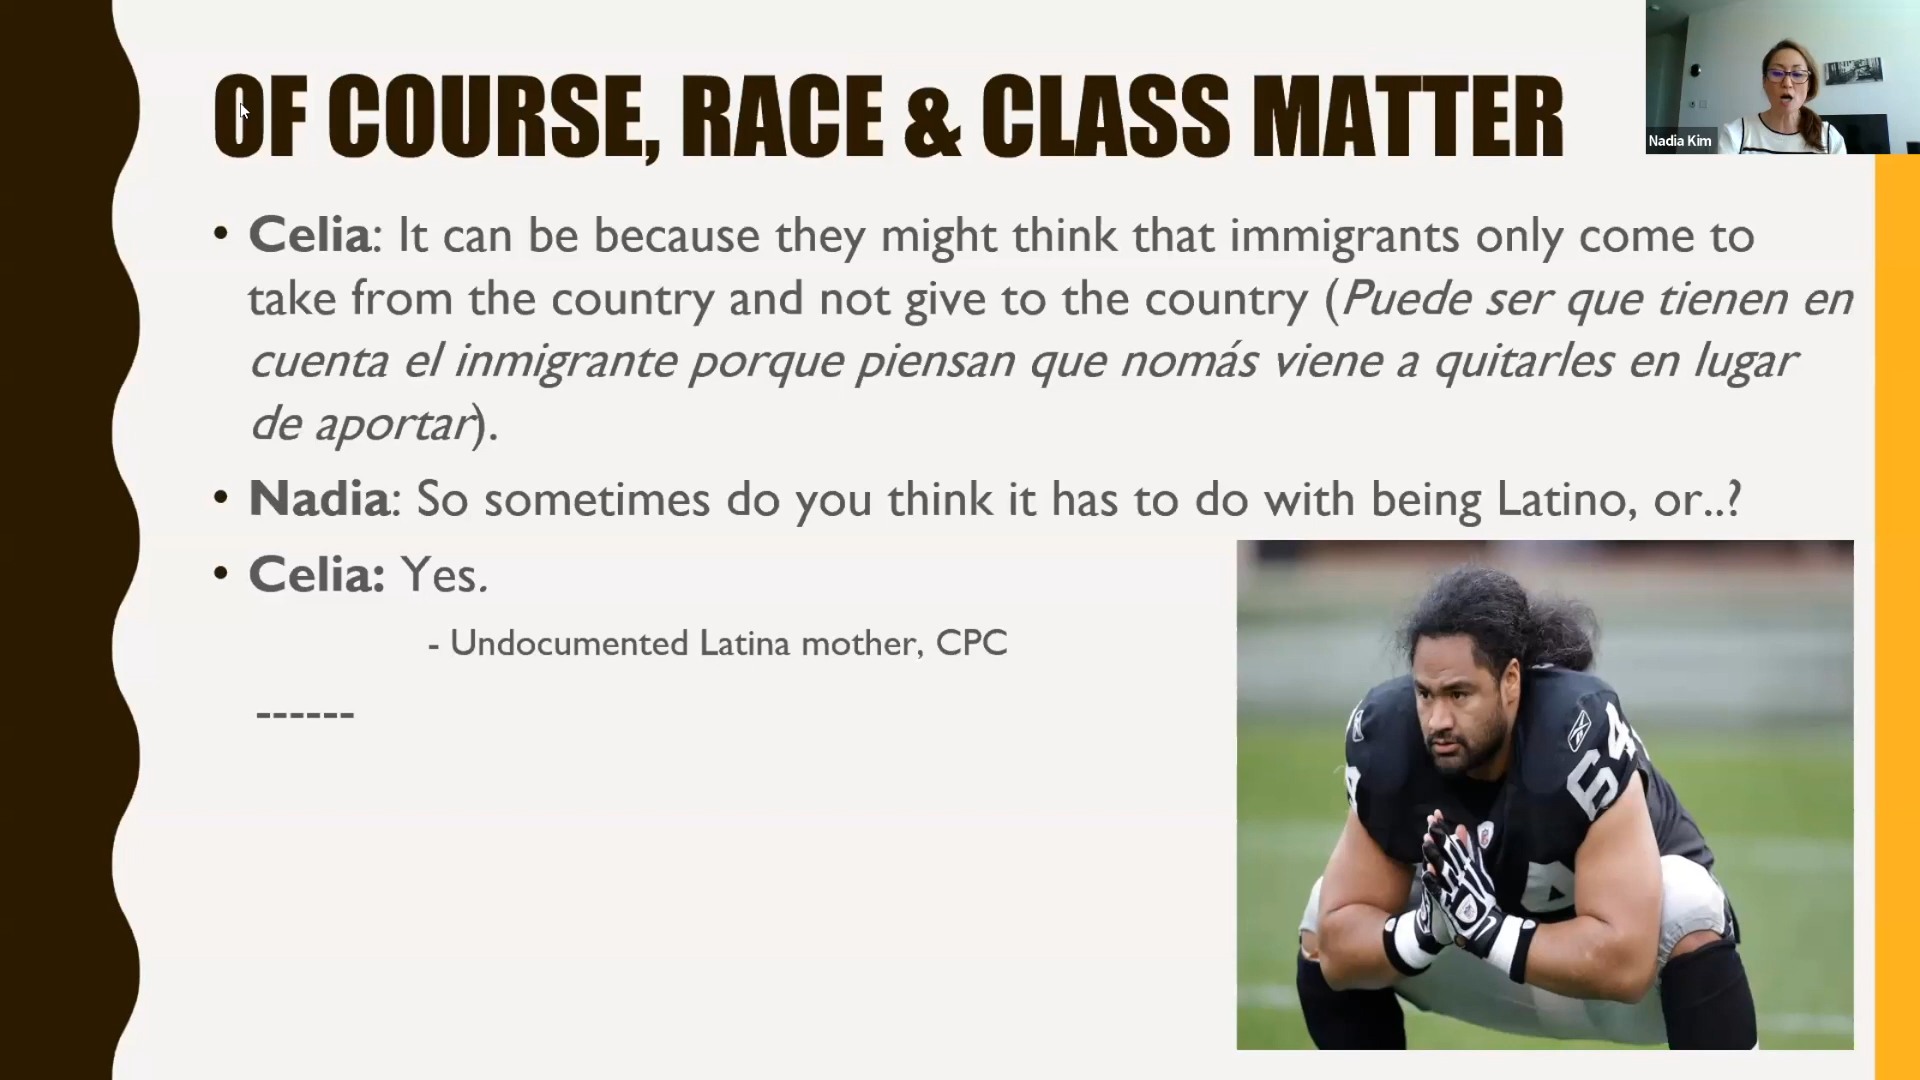 OF COURSE, RACE & CLASS MATTER
Nadia Kim
• Celia: It can be because they might think that immigrants only come to
take from the country and not give to the country (Puede ser que tienen en
cuenta el inmigrante porque piensan que nomás viene a quitarles en lugar
de aportar).
• Nadia: So sometimes do you think it has to do with being Latino, or..?
• Celia: Yes.
- Undocumented Latina mother, CPC
------
64